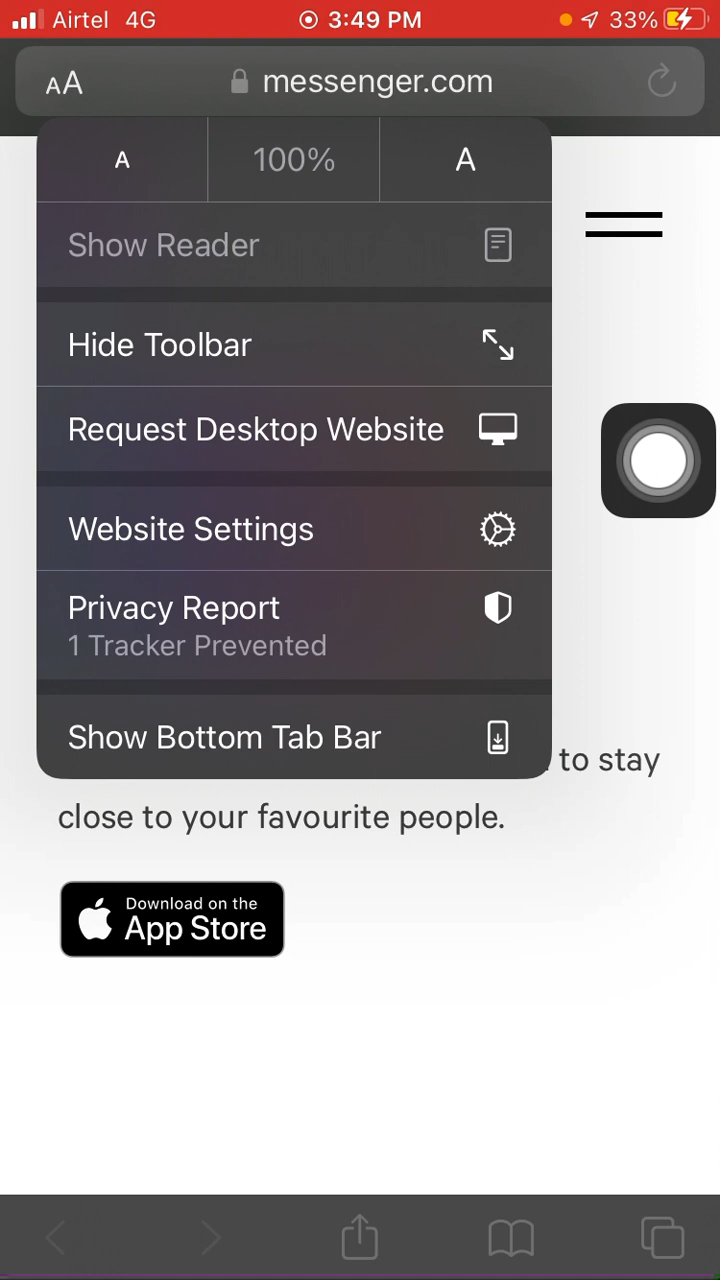 Airtel 4G 3:49 PM 33%
AA messenger.com
A 100% A
Show Reader
Hide Toolbar
Request Desktop Website
Website Settings
Privacy Report
1 Tracker Prevented
Show Bottom Tab Bar
to stay
close to your favourite people.
Download on the
App Store